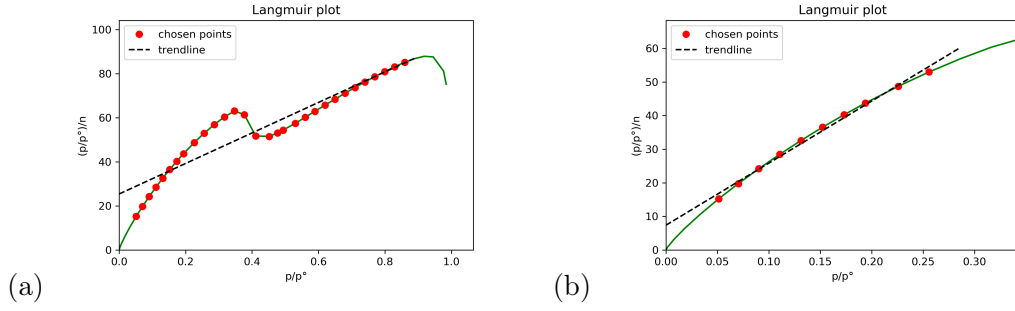 Langmuir plot
chosen points
trendline
100
80
60
40
20
0
(p/p°)/n
0.0
0.2
0.4
0.6
0.8
1.0
p/p°
(a)
Langmuir plot
chosen points
trendline
60
50
40
30
20
10
0
(p/p°)/n
0.00
0.05
0.10
0.15
0.20
0.25
0.30
p/p°
(b)